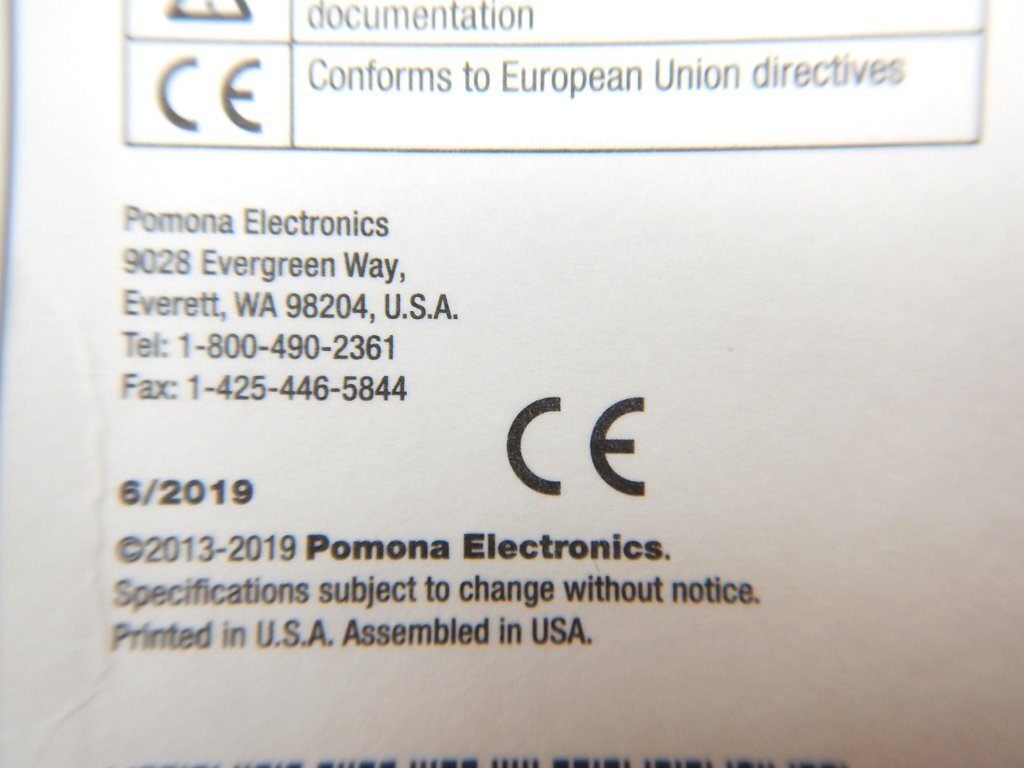 documentation
CE Conforms to European Union directives
Pomona Electronics
9028 Evergreen Way,
Everett, WA 98204, U.S.A.
Tel: 1-800-490-2361
Fax: 1-425-446-5844
CE
6/2019
©2013-2019 Pomona Electronics.
Specifications subject to change without notice.
Printed in U.S.A. Assembled in USA.